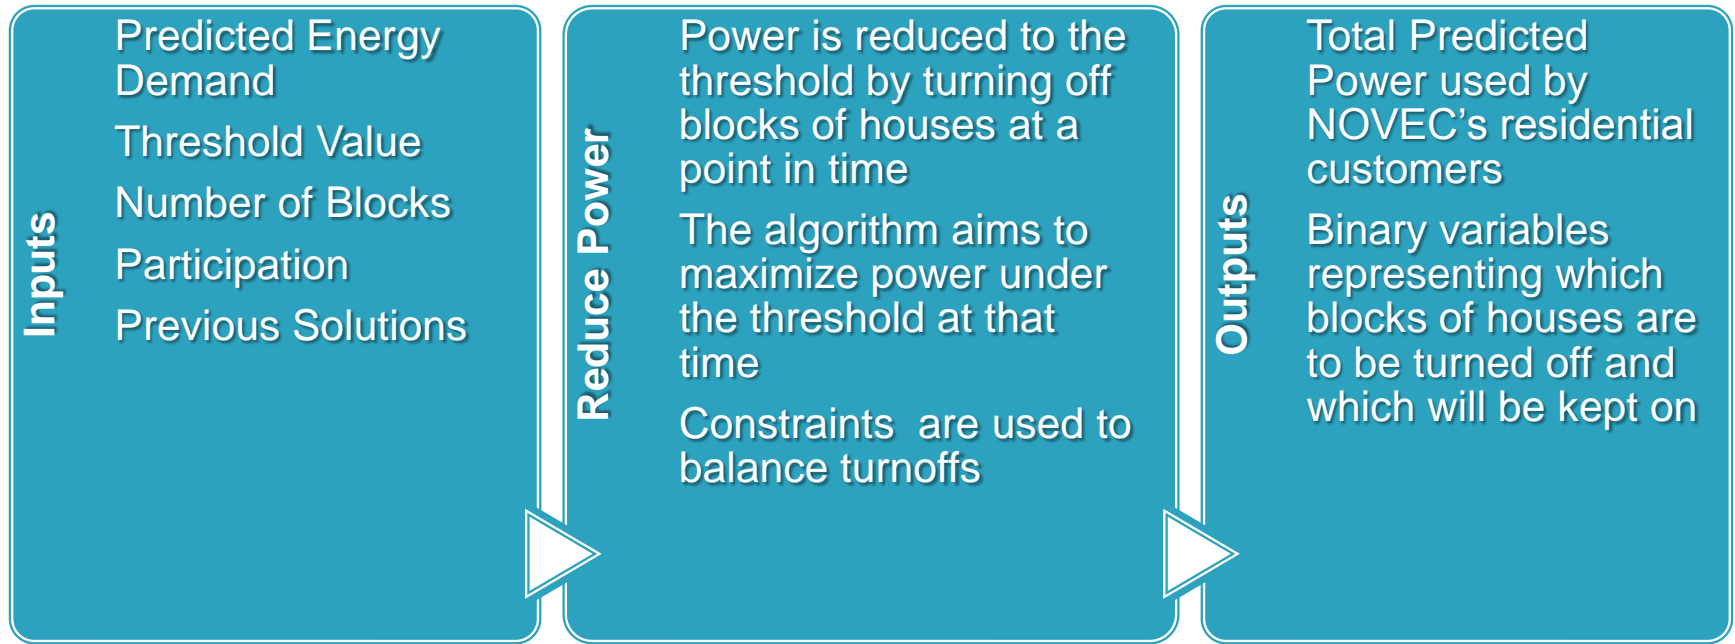 Inputs
Predicted Energy
Demand
Threshold Value
Number of Blocks
Participation
Previous Solutions
Reduce Power
Power is reduced to the
threshold by turning off
blocks of houses at a
point in time
The algorithm aims to
maximize power under
the threshold at that
time
Constraints  are used to
balance turnoffs
Outputs
Total Predicted
Power used by
NOVEC’s residential
customers
Binary variables
representing which
blocks of houses are
to be turned off and
which will be kept on